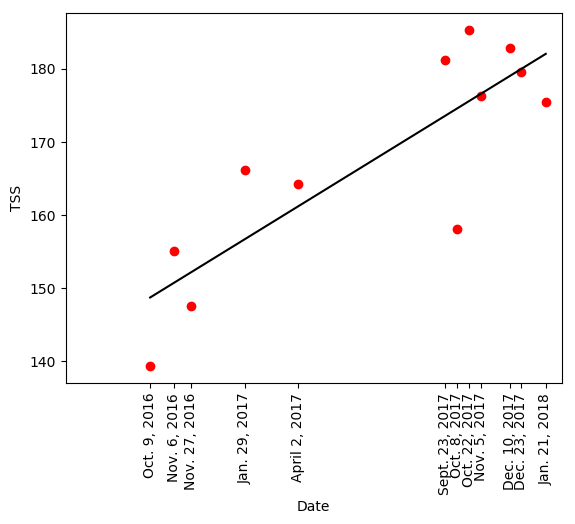 TSS
180
170
160
150
140
Oct. 9, 2016
Nov. 6, 2016
Nov. 27, 2016
Jan. 29, 2017
April 2, 2017
Sept. 23, 2017
Oct. 8, 2017
Oct. 22, 2017
Nov. 5, 2017
Dec. 10, 2017
Dec. 23, 2017
Jan. 21, 2018
Date